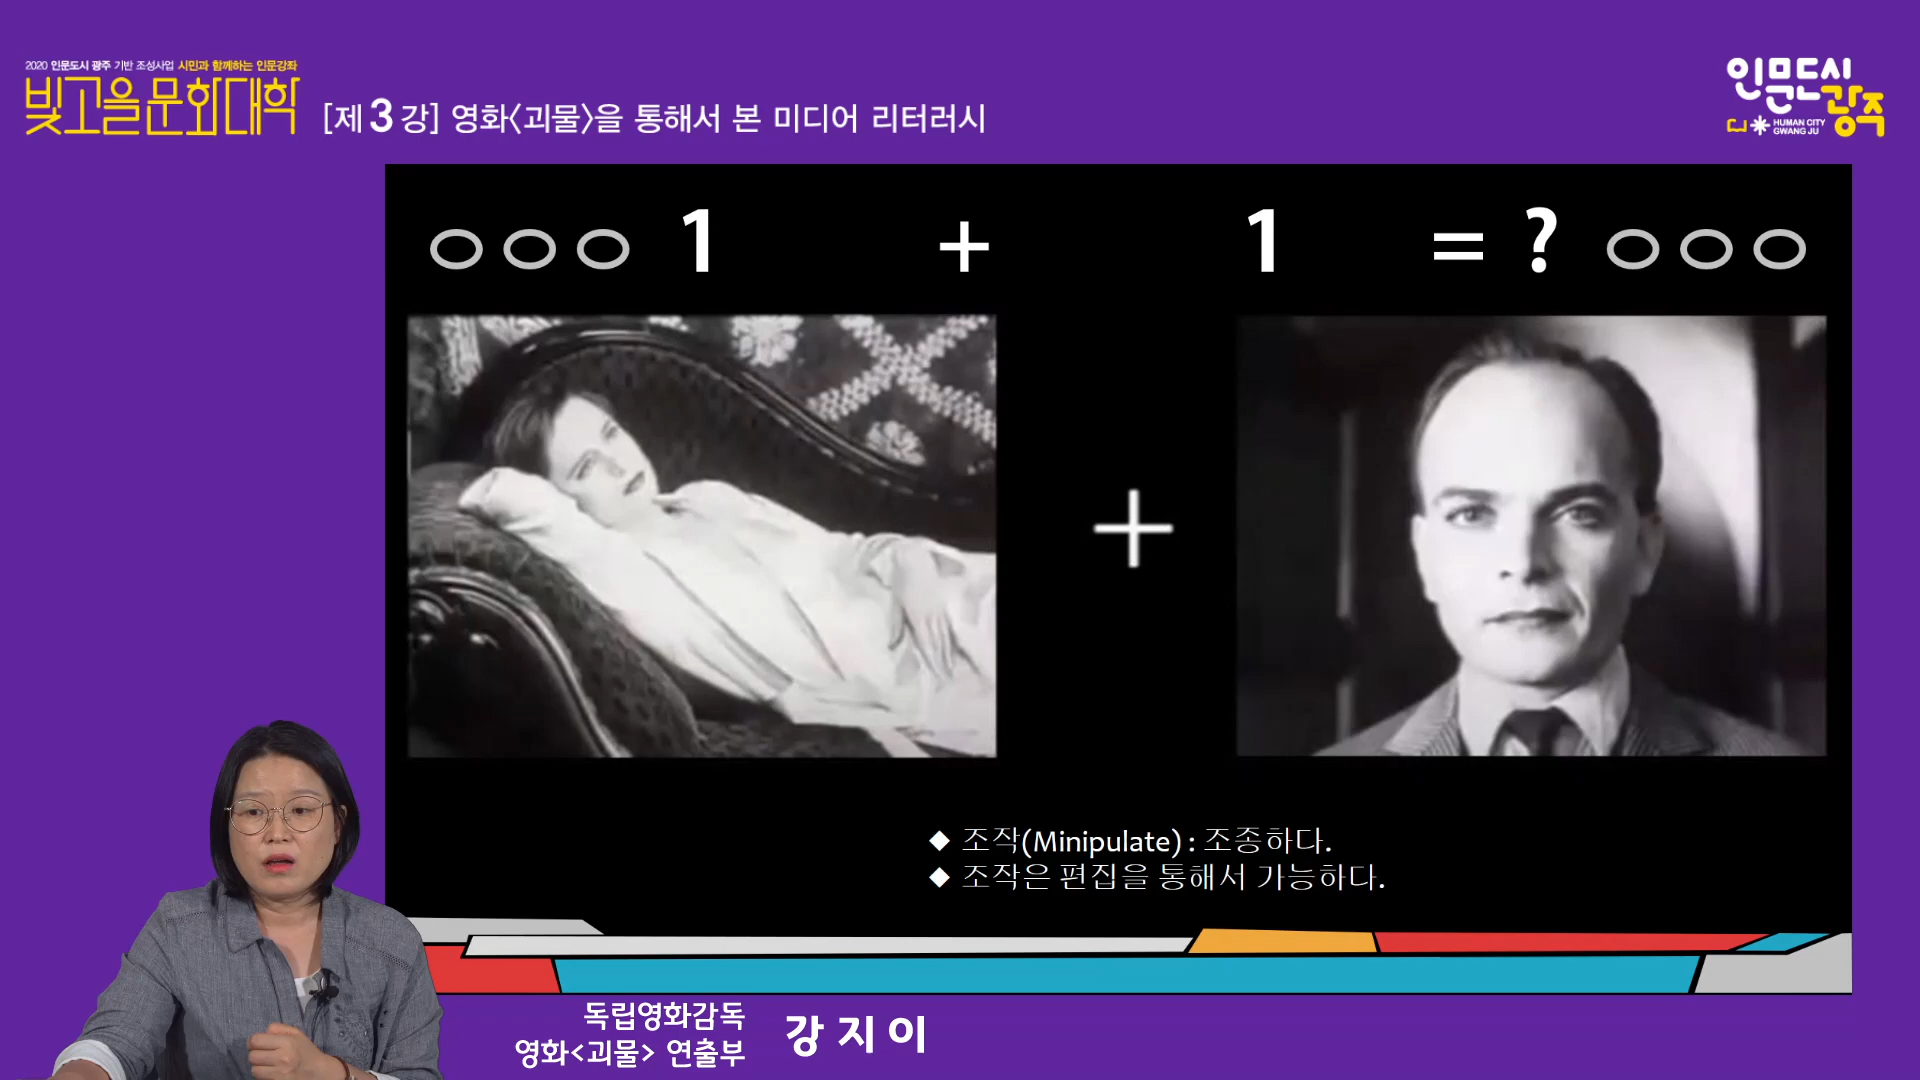 2020 인문도시 광주 기반 조성사업 시민과 함께하는 인문강좌
빛고을문화대학
[제3강] 영화<괴물>을 통해서 본 미디어 리터러시
인문도시
광주
HUMAN CITY
GWANG JU
1 + 1 = ?
+
◆ 조작(Minipulate) : 조종하다.
◆ 조작은 편집을 통해서 가능하다.
독립영화감독
영화<괴물> 연출부
강지이